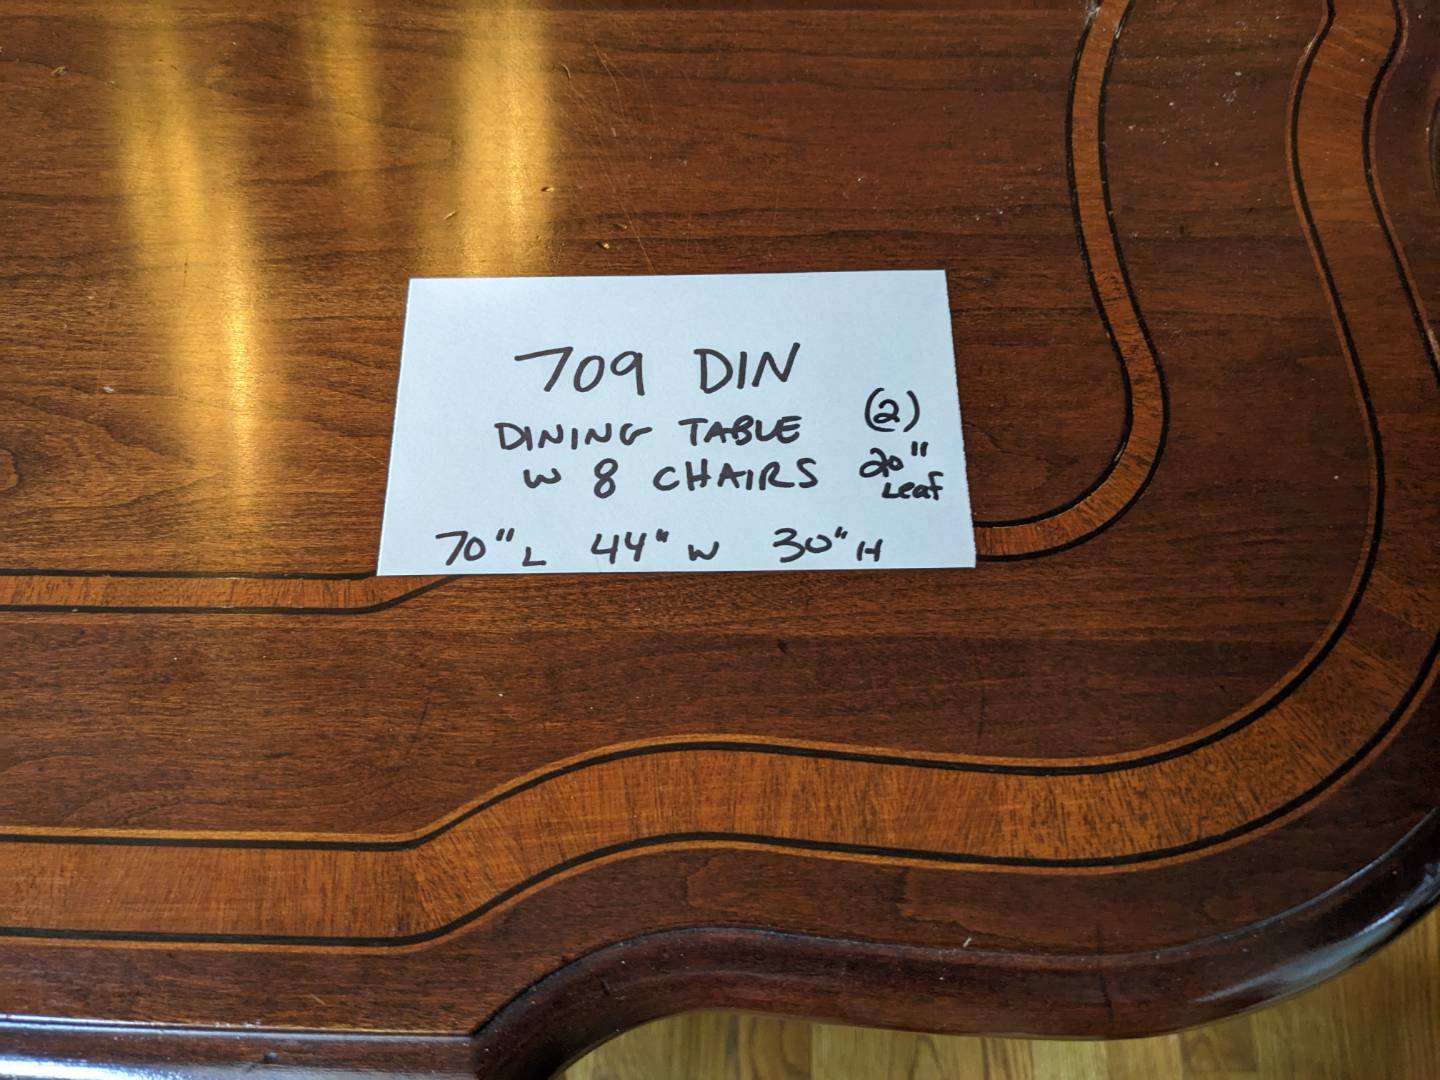 709 DIN
DINING TABLE
W 8 CHAIRS
(2)
20"
Leaf
70" L 44" W 30" H